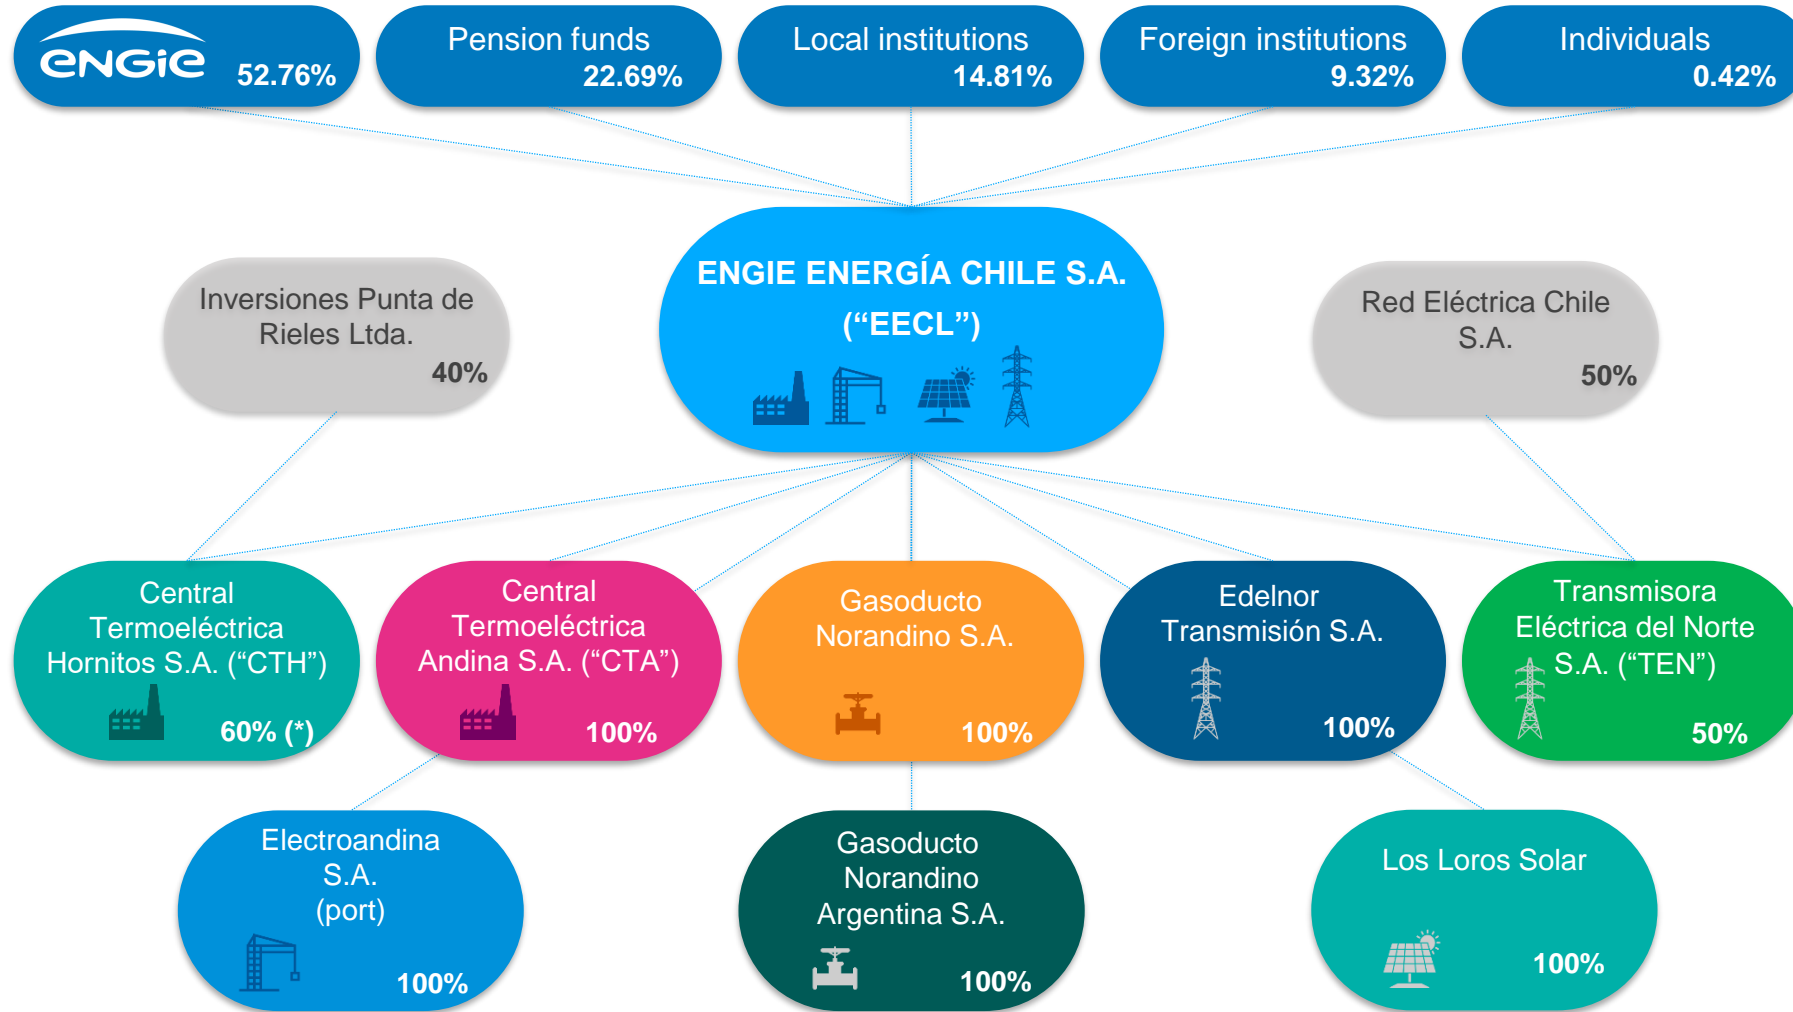 ENGIE
52.76%
Pension funds
22.69%
Local institutions
14.81%
Foreign institutions
9.32%
Individuals
0.42%
ENGIE ENERGÍA CHILE S.A.
(“EECL”)
Inversiones Punta de
Rieles Ltda.
40%
Red Eléctrica Chile
S.A.
50%
Central
Termoeléctrica
Hornitos S.A. (“CTH”)
60% (*)
Central
Termoeléctrica
Andina S.A. (“CTA”)
100%
Gasoducto
Norandino S.A.
100%
Edelnor
Transmisión S.A.
100%
Transmisora
Eléctrica del Norte
S.A. (“TEN”)
50%
Electroandina
S.A.
(port)
100%
Gasoducto
Norandino
Argentina S.A.
100%
Los Loros Solar
100%